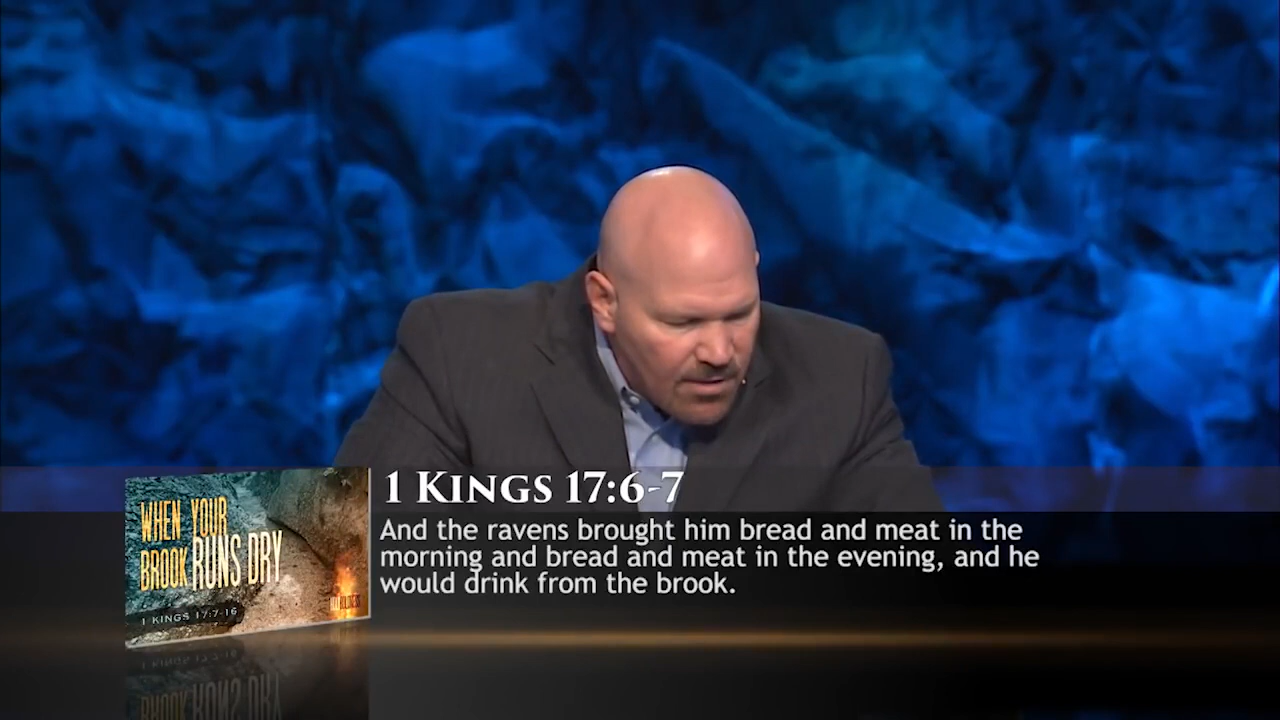 1 Kings 17:6-7
And the ravens brought him bread and meat in the
morning and bread and meat in the evening, and he
would drink from the brook.
WHEN YOUR
BROOK RUNS DRY
1 KINGS 17:7-16